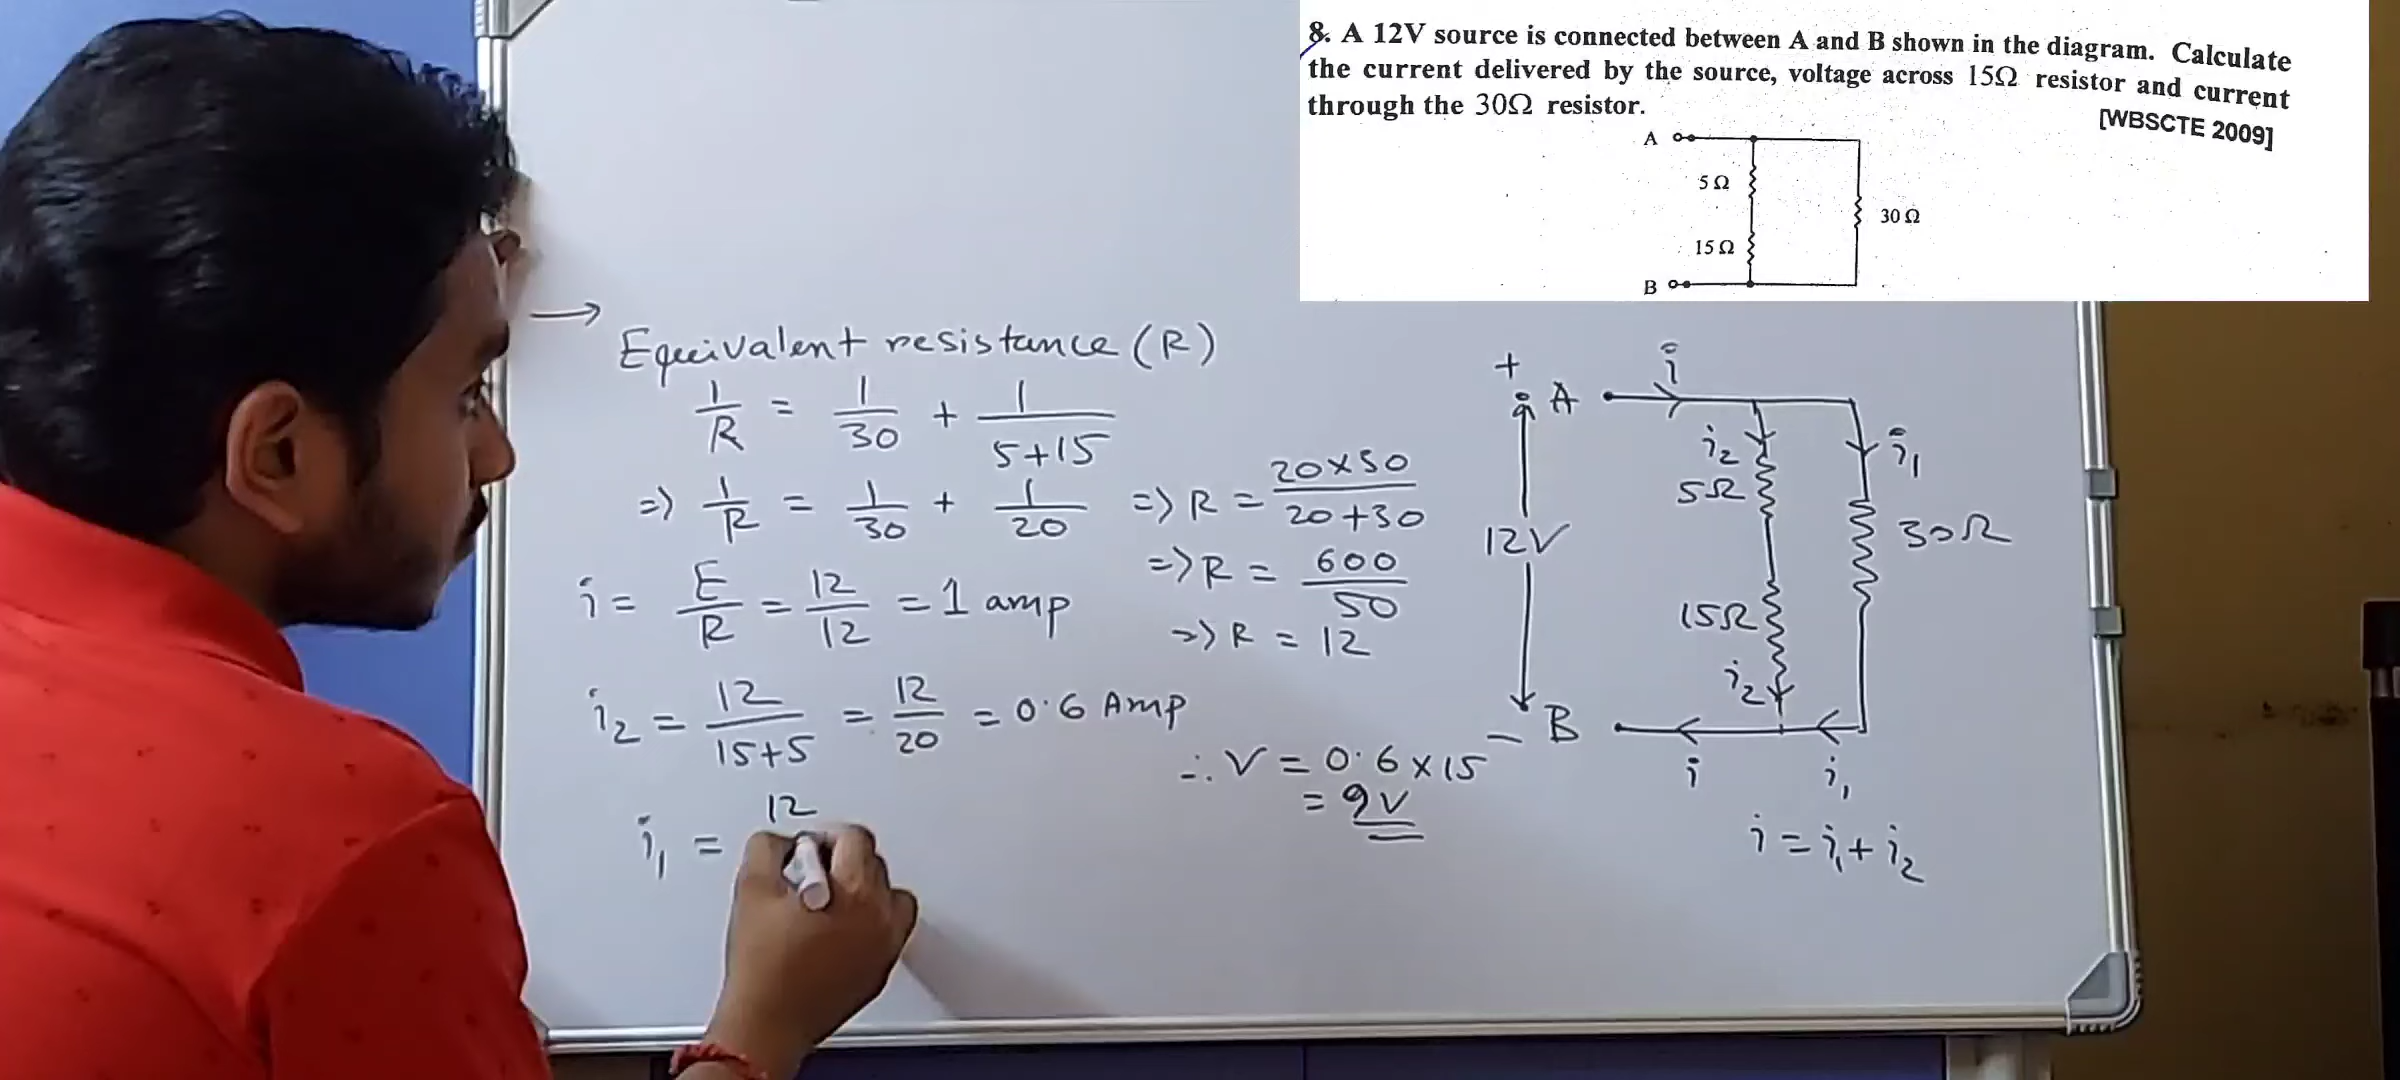 8. A 12V source is connected between A and B shown in the diagram. Calculate
the current delivered by the source, voltage across 15Ω resistor and current
through the 30Ω resistor.
[WBSCTE 2009]
A
5Ω
30Ω
15Ω
B
→
Equivalent resistance (R)
1/R = 1/30 + 1/(5+15)
=> 1/R = 1/30 + 1/20 => R = (20×30)/(20+30)
=> R = 600/50
=> R = 12
i = E/R = 12/12 = 1 amp
i₂ = 12/(15+5) = 12/20 = 0.6 Amp
∴ V = 0.6 × 15
= 9V
i₁ = 12
+
A
i
i₂
i₁
5Ω
30Ω
12V
15Ω
i₂
− B
i
i₁
i = i₁ + i₂